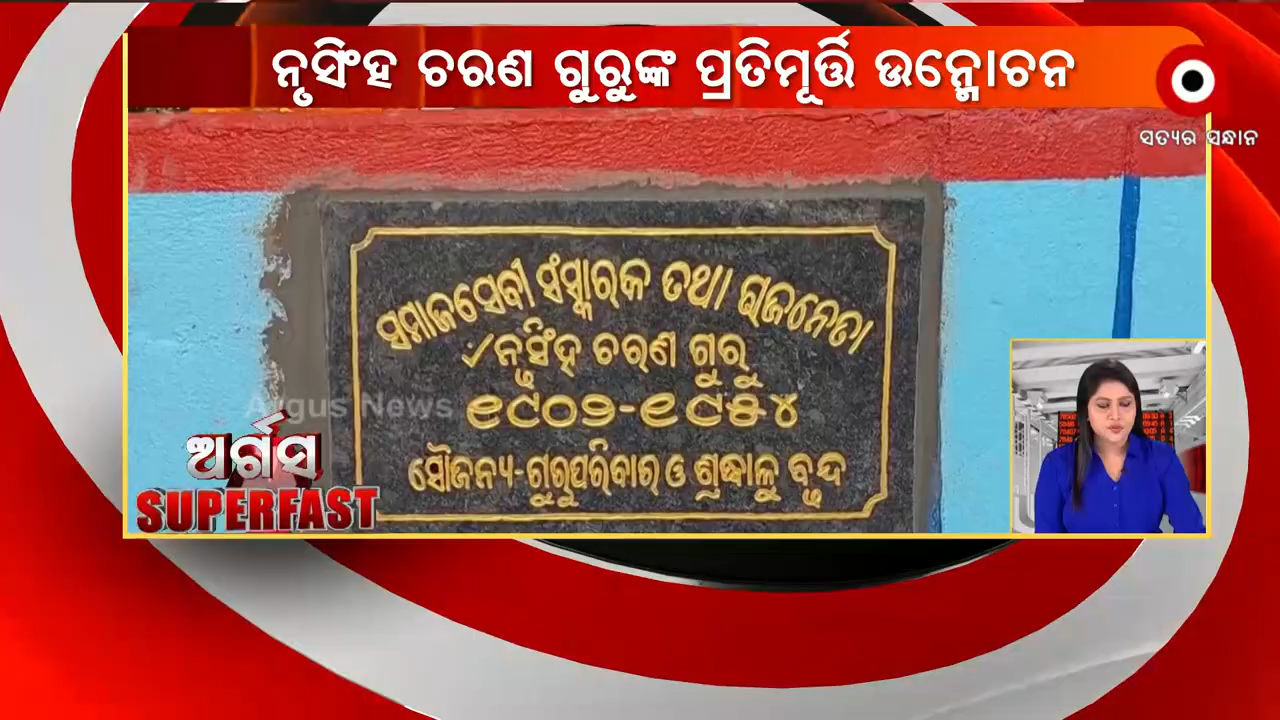 ନୃସିଂହ ଚରଣ ଗୁରୁଙ୍କ ପ୍ରତିମୂର୍ତ୍ତି ଉନ୍ମୋଚନ
ସତ୍ୟର ସନ୍ଧାନ
ସମାଜସେବୀ ସଂସ୍କାରକ ତଥା ରାଜନେତା
ନୃସିଂହ ଚରଣ ଗୁରୁ
୧୯୦୨-୧୯୫୪
ସୌଜନ୍ୟ-ଗୁରୁପରିବାର ଓ ଶ୍ରଦ୍ଧାଳୁ ବୃନ୍ଦ
Argus News
ଅର୍ଗସ
SUPERFAST